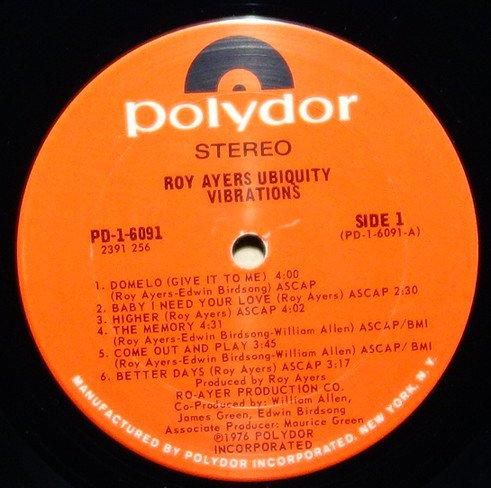 polydor
STEREO
ROY AYERS UBIQUITY
VIBRATIONS
PD-1-6091
2391 256
SIDE 1
(PD-1-6091-A)
1. DOMELO (GIVE IT TO ME) 4:00
(Roy Ayers-Edwin Birdsong) ASCAP
2. BABY I NEED YOUR LOVE (Roy Ayers) ASCAP 2:30
3. HIGHER (Roy Ayers) ASCAP 4:02
4. THE MEMORY 4:31
(Roy Ayers-Edwin Birdsong-William Allen) ASCAP/BMI
5. COME OUT AND PLAY 3:45
(Roy Ayers-Edwin Birdsong-William Allen) ASCAP/BMI
6. BETTER DAYS (Roy Ayers) ASCAP 3:17
Produced by Roy Ayers
RO-AYER PRODUCTION CO.
Co-Produced by: William Allen,
James Green, Edwin Birdsong
Associate Producer: Maurice Green
Ⓟ1976 POLYDOR
INCORPORATED
MANUFACTURED BY POLYDOR INCORPORATED, NEW YORK, N.Y.